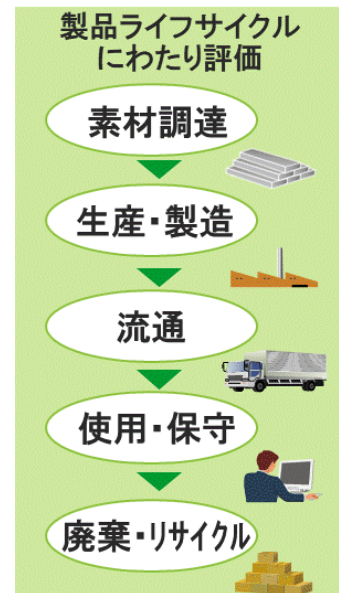 製品ライフサイクル
にわたり評価
素材調達
生産・製造
流通
使用・保守
廃棄・リサイクル